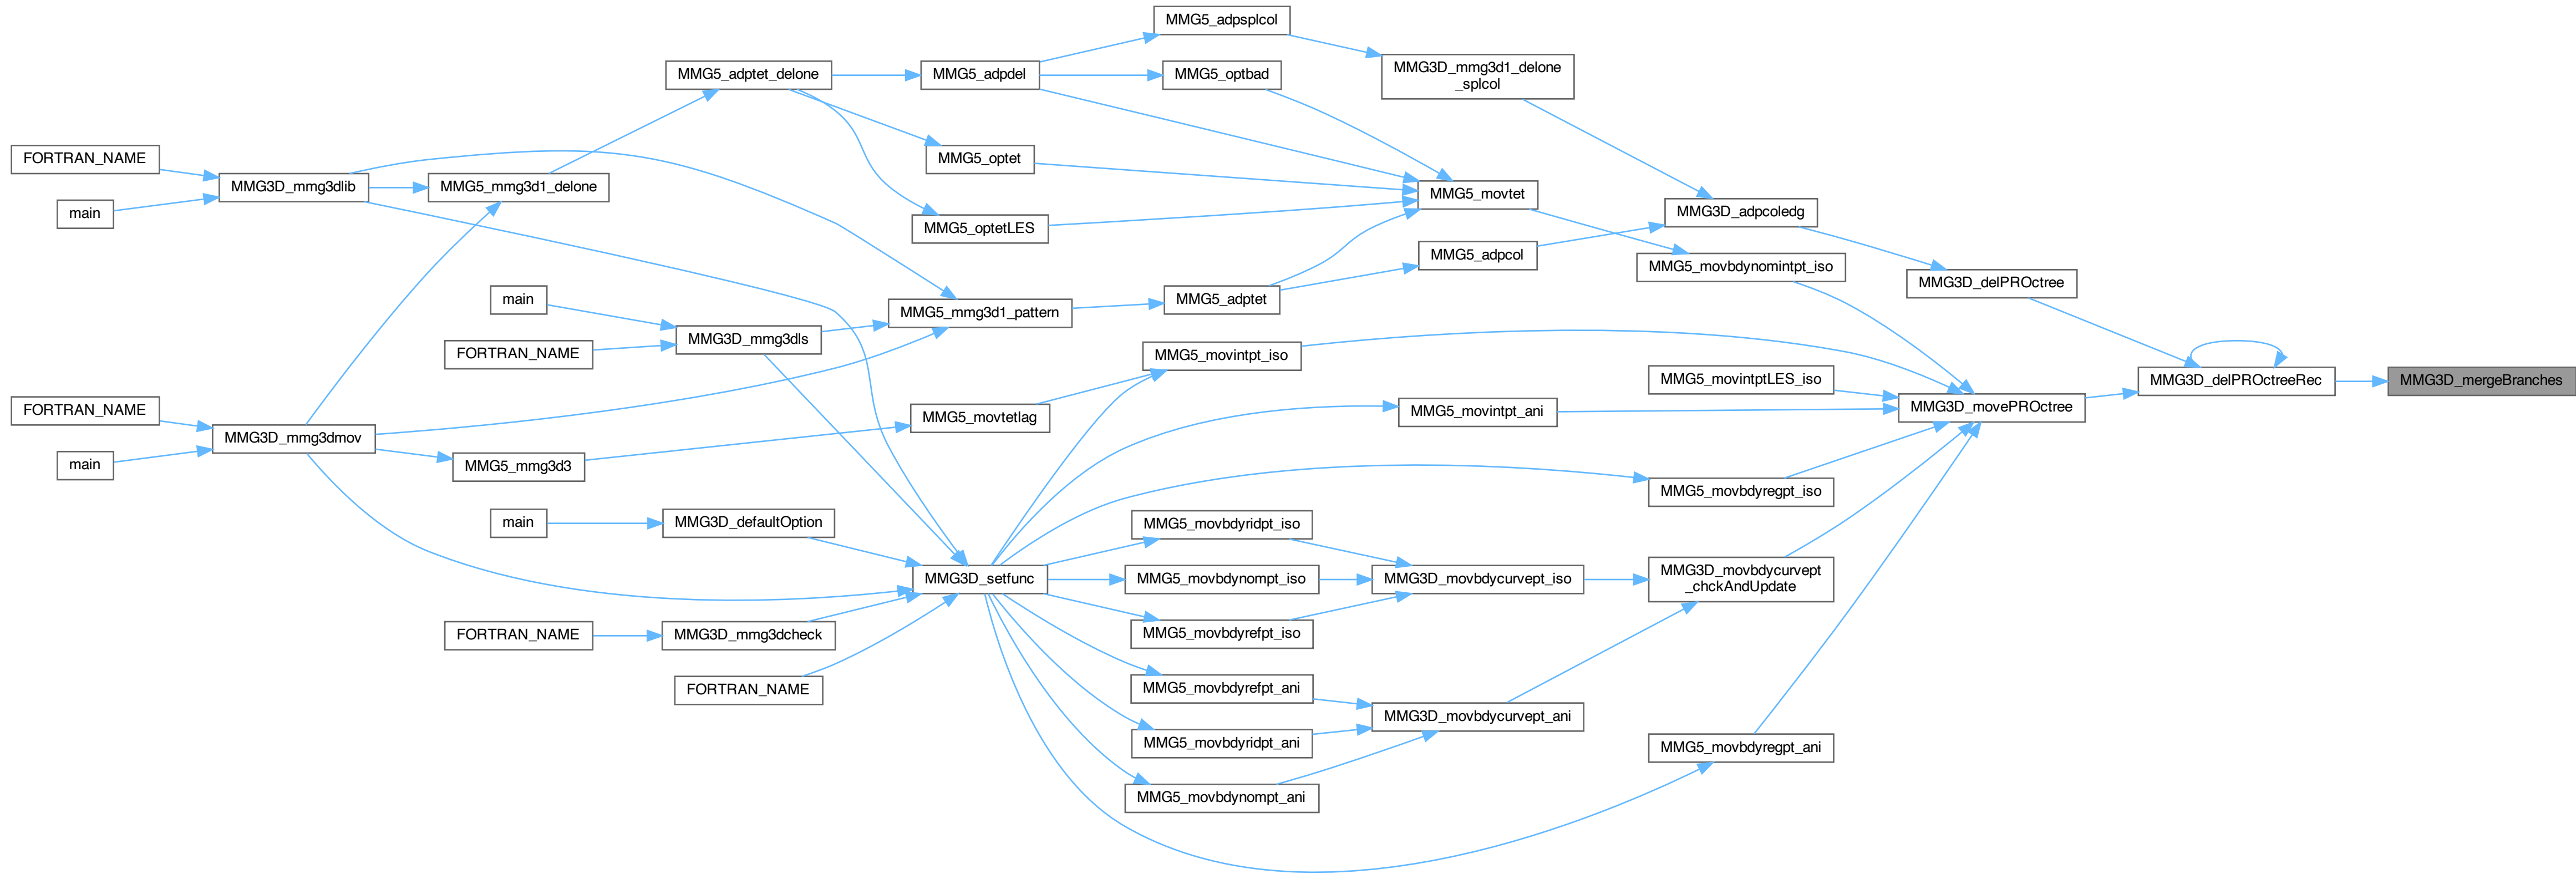 MMG5_adpsplcol
MMG5_adptet_delone
MMG5_adpdel
MMG5_optbad
MMG3D_mmg3d1_delone
_splcol
FORTRAN_NAME
main
MMG3D_mmg3dlib
MMG5_mmg3d1_delone
MMG5_optet
MMG5_optetLES
MMG5_movtet
MMG3D_adpcoledg
MMG5_adpcol
MMG5_movbdynomintpt_iso
MMG3D_delPROctree
main
FORTRAN_NAME
MMG3D_mmg3dls
MMG5_mmg3d1_pattern
MMG5_adptet
MMG5_movintpt_iso
MMG5_movintptLES_iso
MMG3D_movePROctree
MMG3D_delPROctreeRec
MMG3D_mergeBranches
FORTRAN_NAME
main
MMG3D_mmg3dmov
MMG5_mmg3d3
MMG5_movtetlag
MMG5_movintpt_ani
MMG5_movbdyregpt_iso
main
MMG3D_defaultOption
MMG5_movbdyridpt_iso
MMG3D_setfunc
MMG5_movbdynompt_iso
MMG3D_movbdycurvept_iso
MMG3D_movbdycurvept
_chckAndUpdate
FORTRAN_NAME
MMG3D_mmg3dcheck
MMG5_movbdyrefpt_iso
FORTRAN_NAME
MMG5_movbdyrefpt_ani
MMG3D_movbdycurvept_ani
MMG5_movbdyridpt_ani
MMG5_movbdyregpt_ani
MMG5_movbdynompt_ani